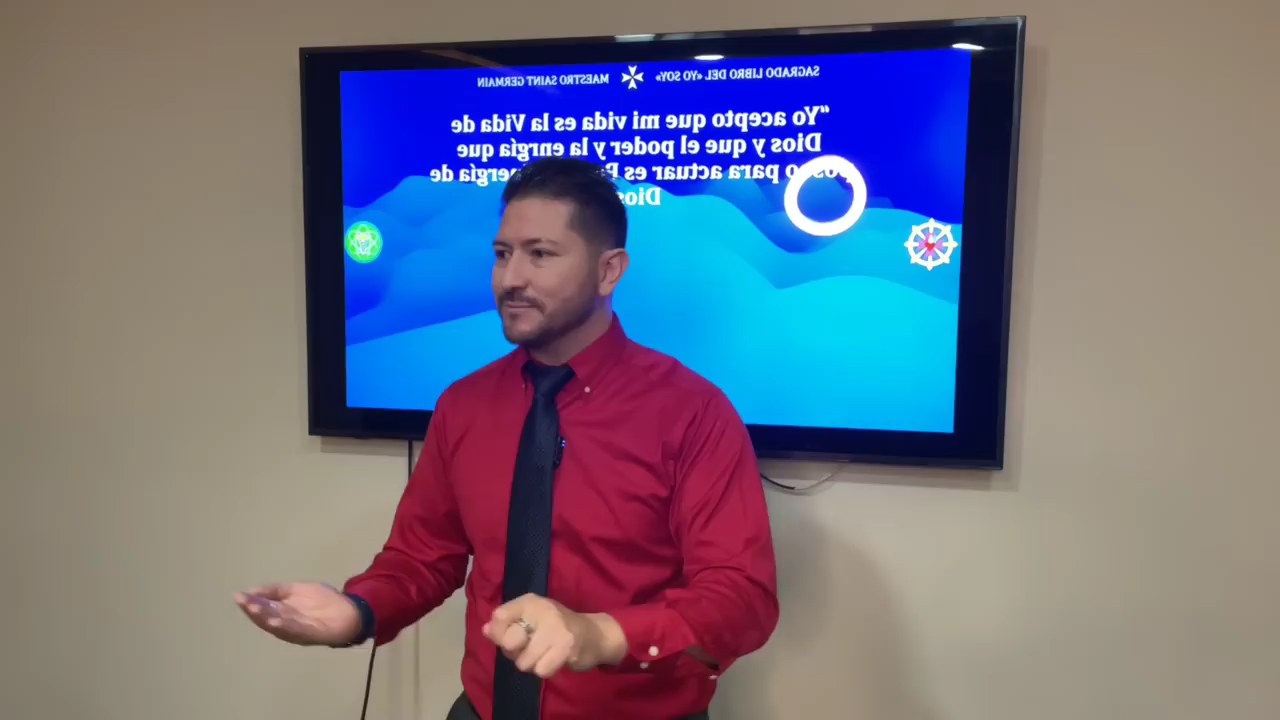 SAGRADO LIBRO DEL «YO SOY» MAESTRO SAINT GERMAIN
“Yo acepto que mi vida es la Vida de
Dios y que el poder y la enrgía que
para actuar es de
Dios